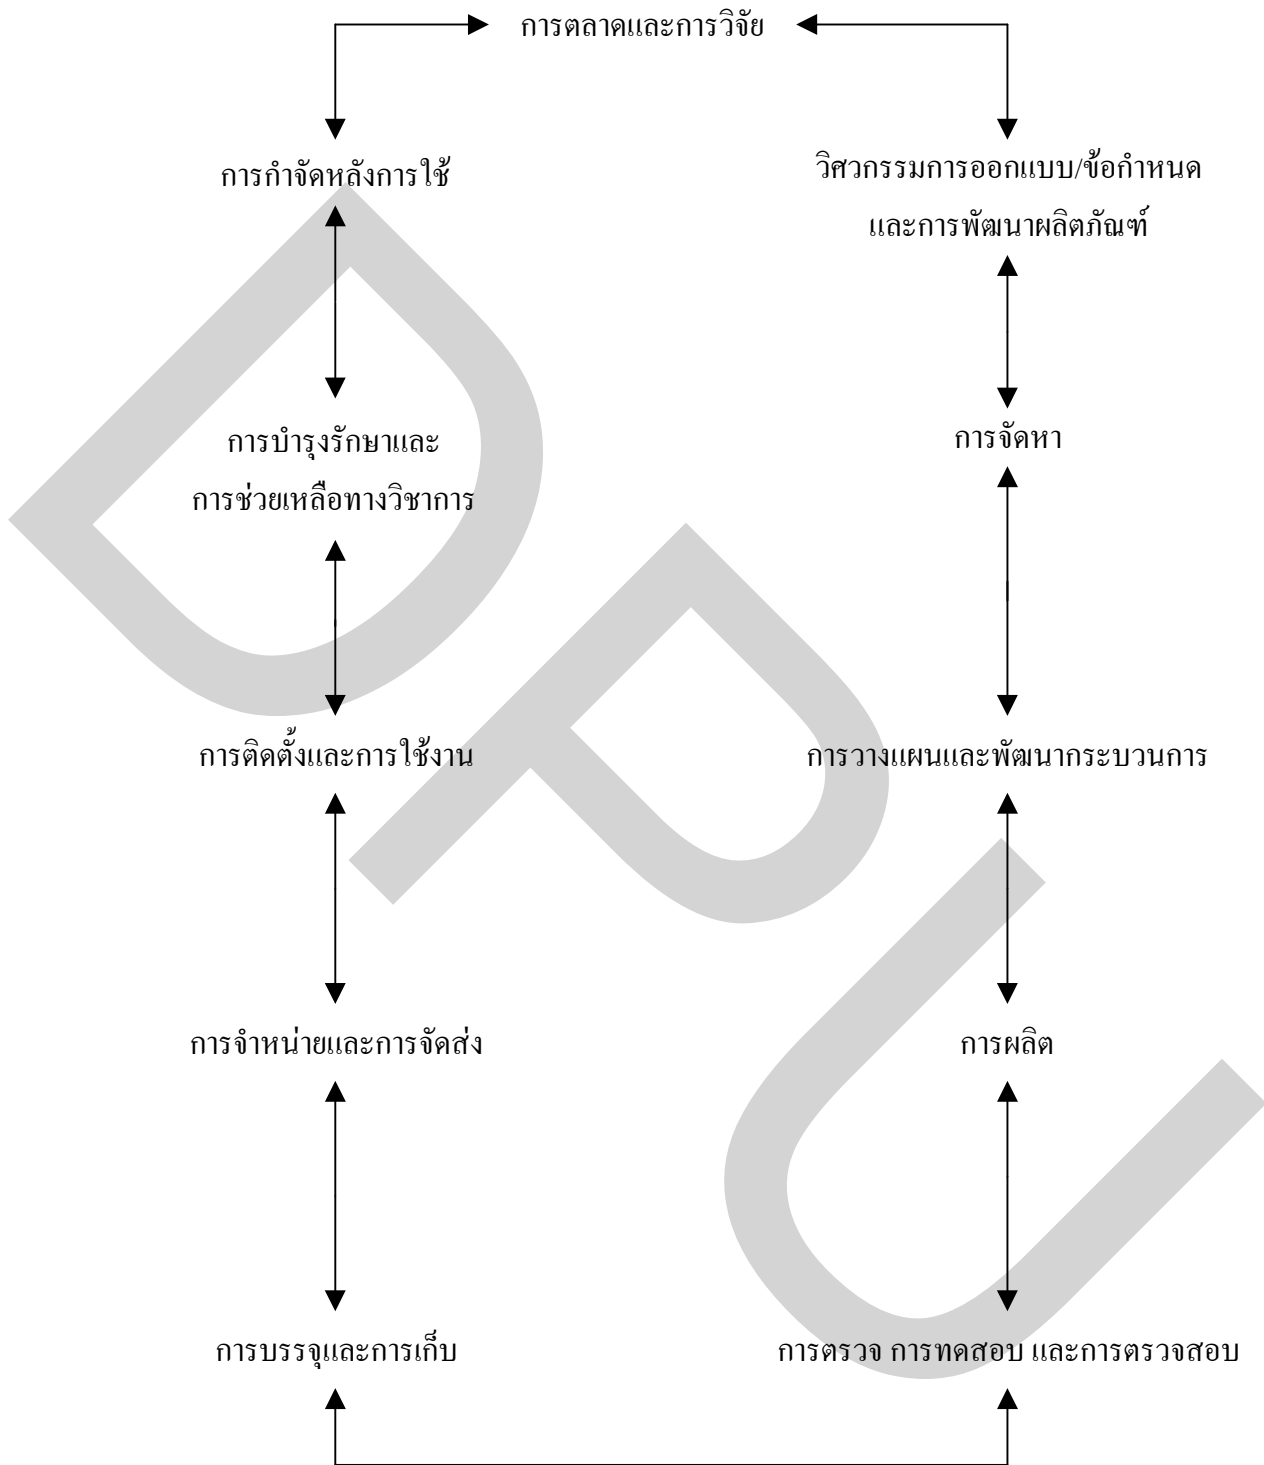 การตลาดและการวิจัย
การกำจัดหลังการใช้
วิศวกรรมการออกแบบ/ข้อกำหนด
และการพัฒนาผลิตภัณฑ์
การบำรุงรักษาและ
การช่วยเหลือทางวิชาการ
การจัดหา
การติดตั้งและการใช้งาน
การวางแผนและพัฒนากระบวนการ
การจำหน่ายและการจัดส่ง
การผลิต
การบรรจุและการเก็บ
การตรวจ การทดสอบ และการตรวจสอบ
DPU